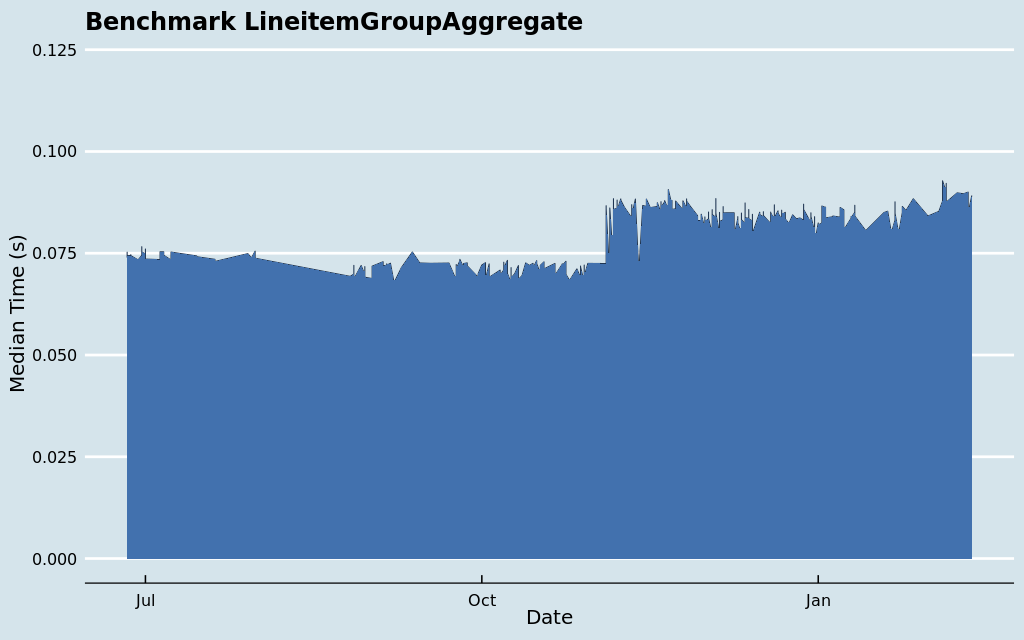 Benchmark LineitemGroupAggregate
0.125
0.100
0.075
0.050
0.025
0.000
Median Time (s)
Jul
Oct
Jan
Date